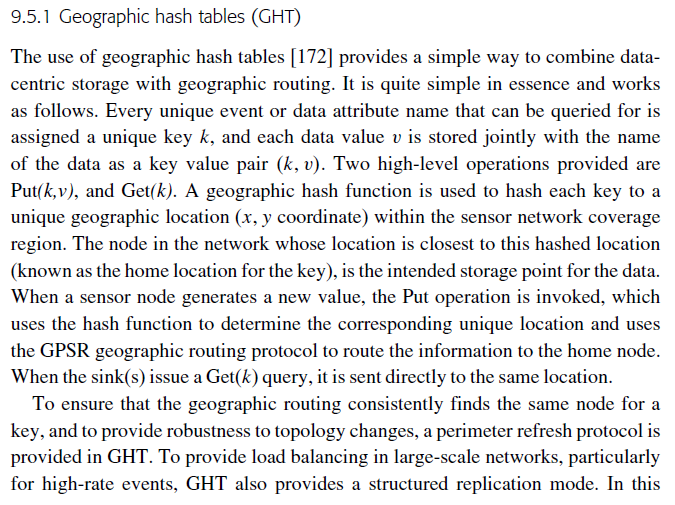 9.5.1 Geographic hash tables (GHT)
The use of geographic hash tables [172] provides a simple way to combine data-
centric storage with geographic routing. It is quite simple in essence and works
as follows. Every unique event or data attribute name that can be queried for is
assigned a unique key k, and each data value v is stored jointly with the name
of the data as a key value pair (k, v). Two high-level operations provided are
Put(k,v), and Get(k). A geographic hash function is used to hash each key to a
unique geographic location (x, y coordinate) within the sensor network coverage
region. The node in the network whose location is closest to this hashed location
(known as the home location for the key), is the intended storage point for the data.
When a sensor node generates a new value, the Put operation is invoked, which
uses the hash function to determine the corresponding unique location and uses
the GPSR geographic routing protocol to route the information to the home node.
When the sink(s) issue a Get(k) query, it is sent directly to the same location.
To ensure that the geographic routing consistently finds the same node for a
key, and to provide robustness to topology changes, a perimeter refresh protocol is
provided in GHT. To provide load balancing in large-scale networks, particularly
for high-rate events, GHT also provides a structured replication mode. In this